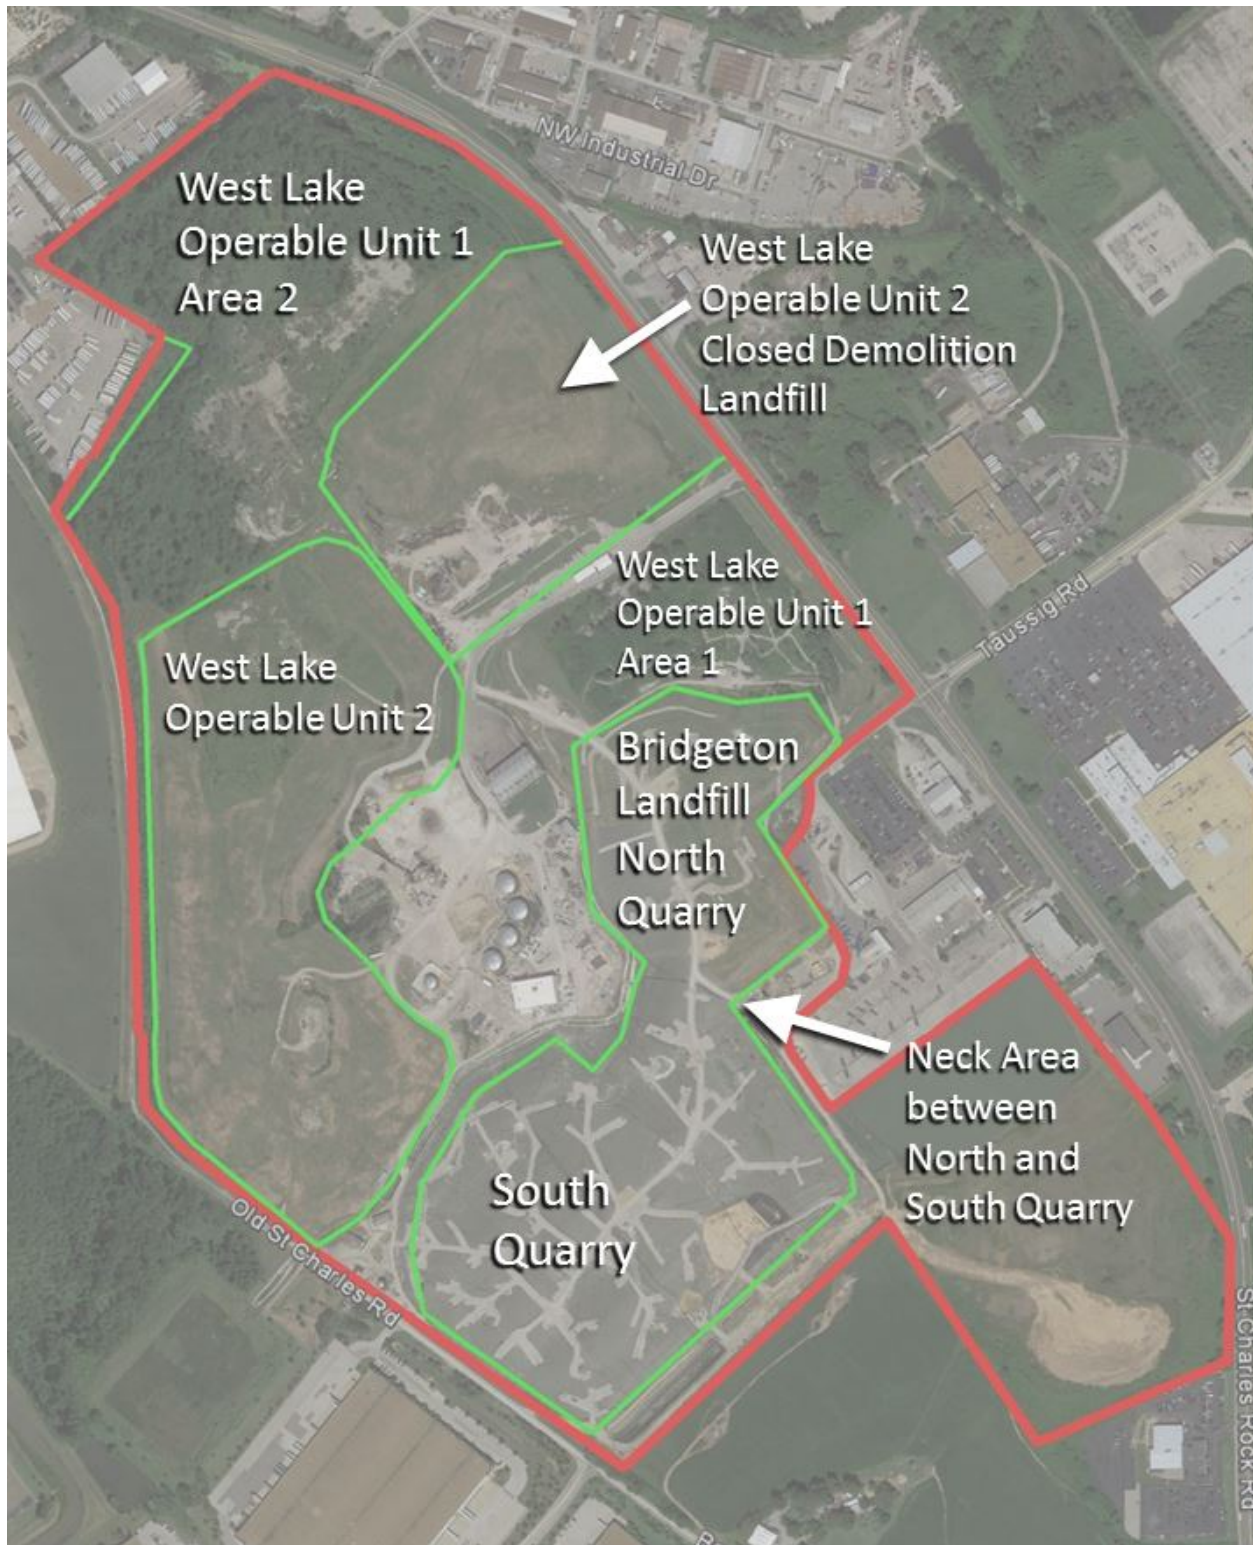 NW Industrial Dr
West Lake
Operable Unit 1
Area 2
West Lake
Operable Unit 2
Closed Demolition
Landfill
West Lake
Operable Unit 1
Area 1
Taussig Rd
West Lake
Operable Unit 2
Bridgeton
Landfill
North
Quarry
Neck Area
between
North and
South Quarry
South
Quarry
Old St Charles Rd
St Charles Rock Rd